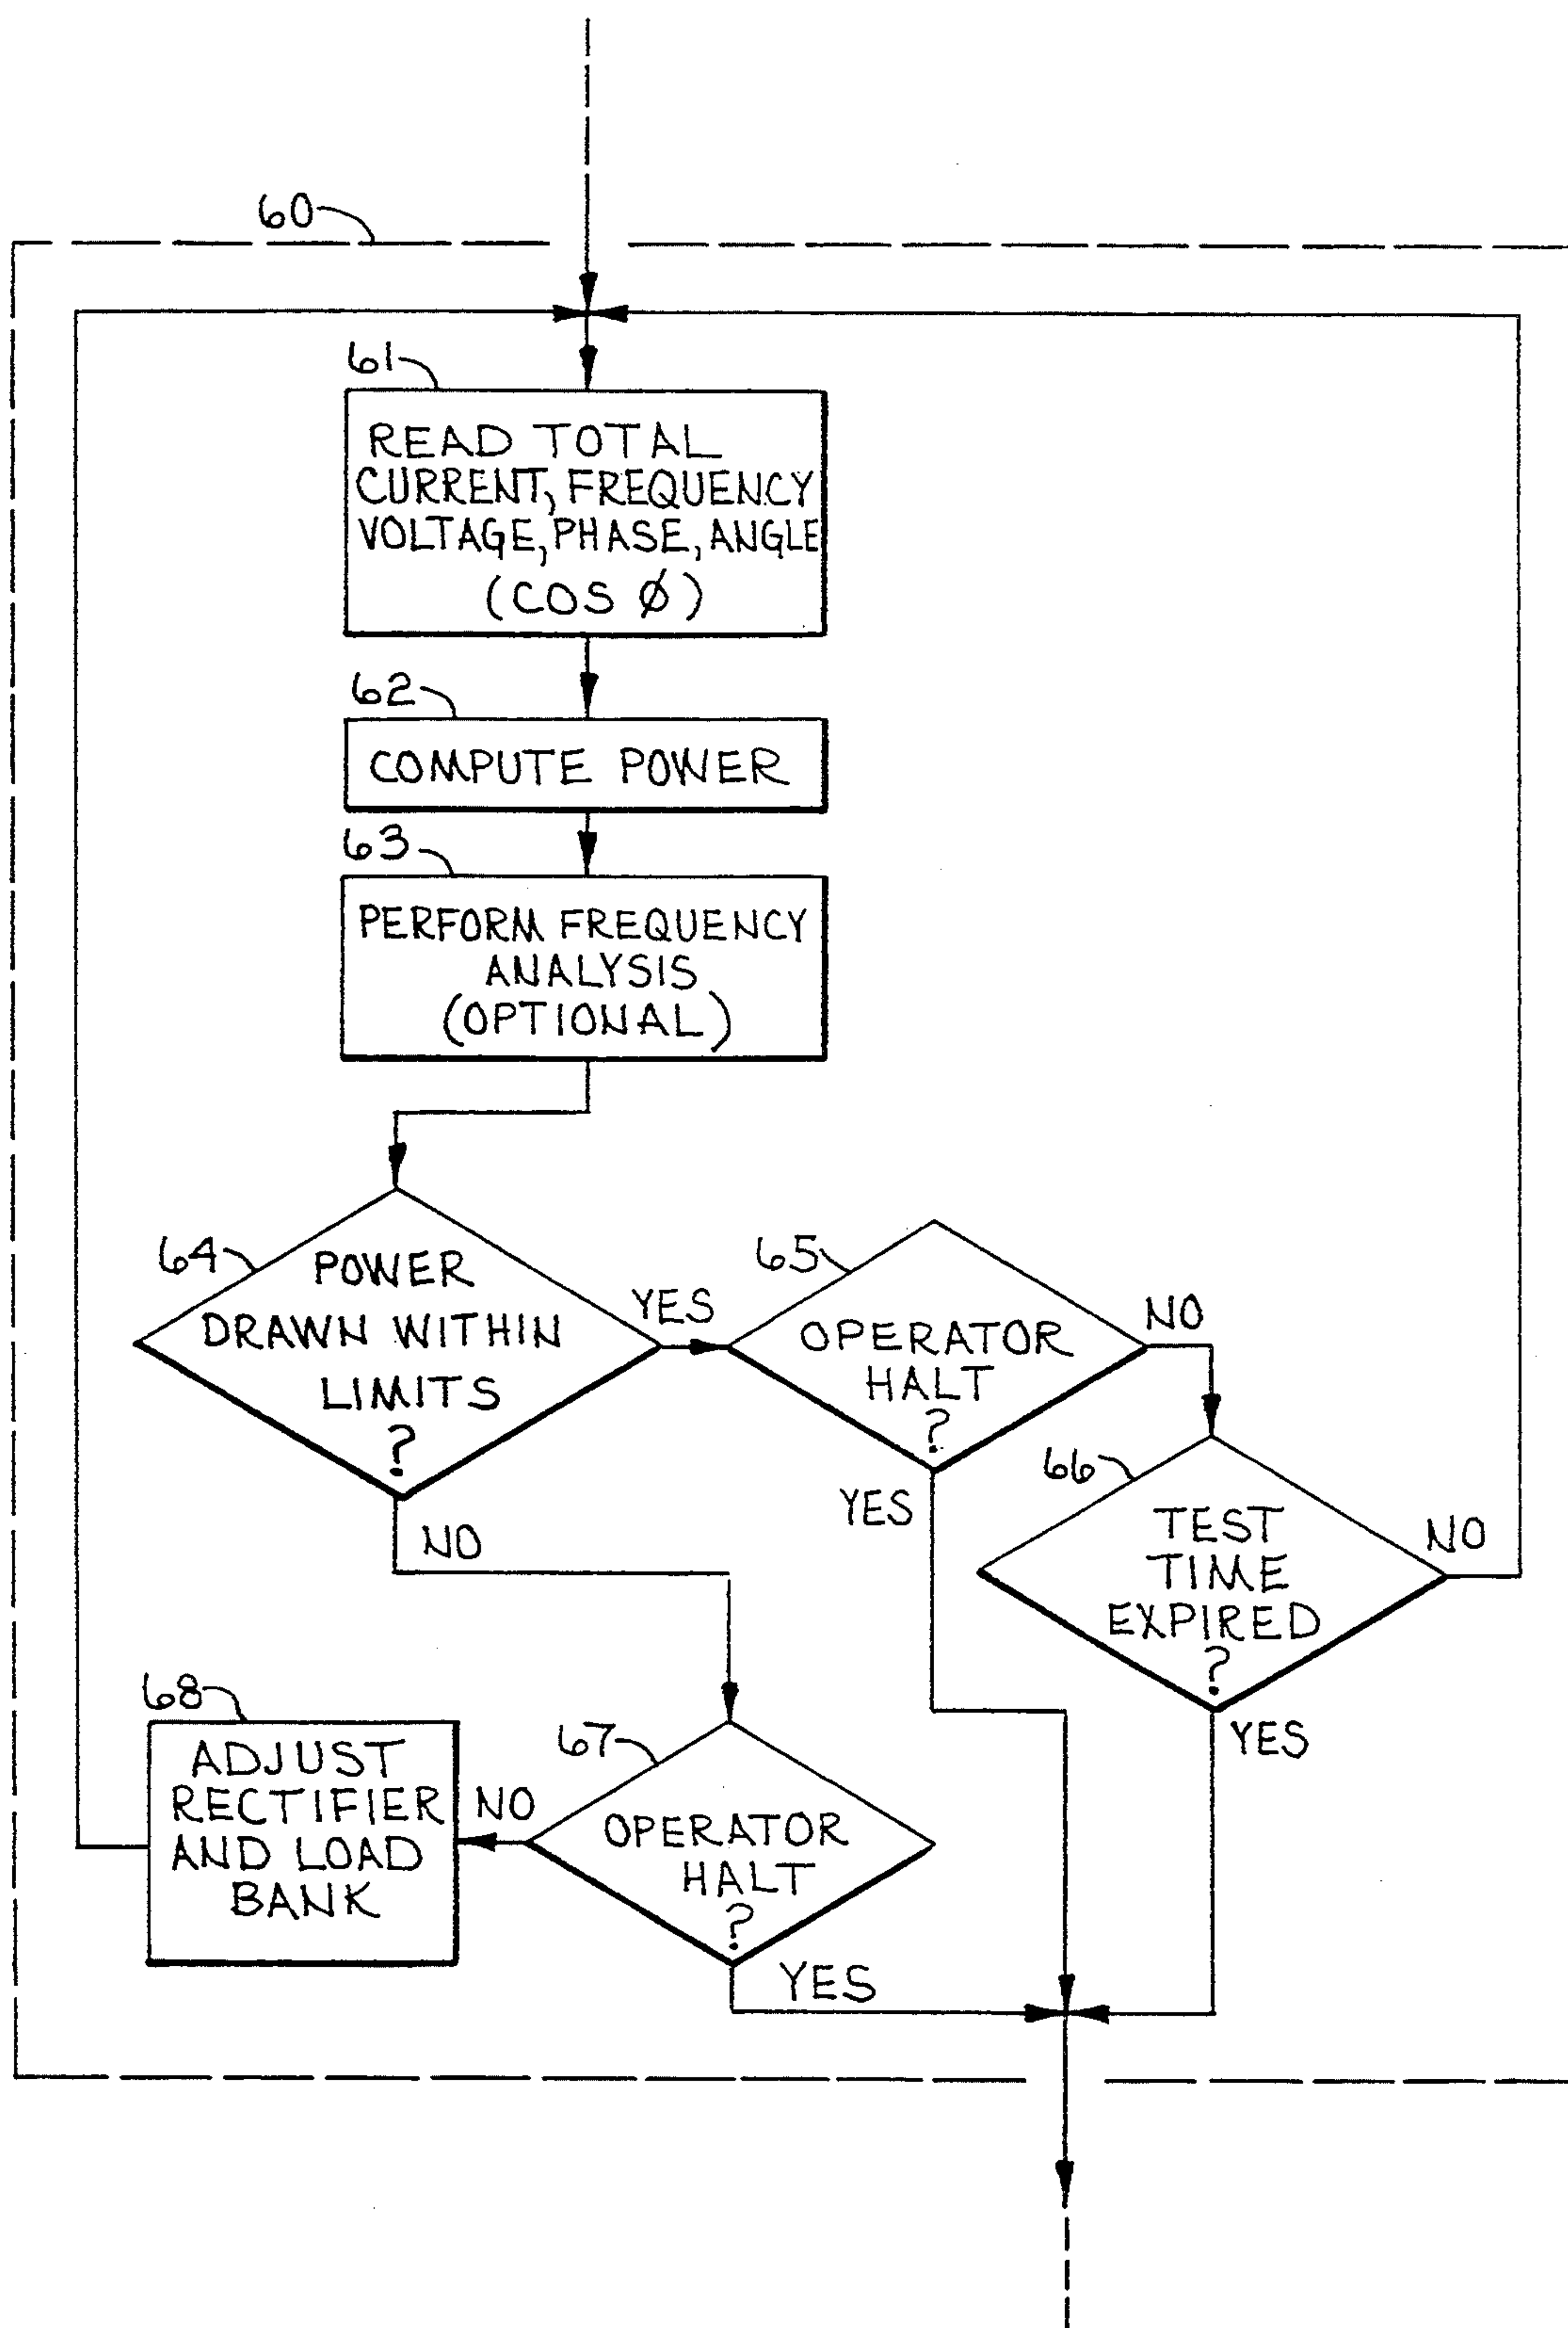 60
61
READ TOTAL
CURRENT, FREQUENCY
VOLTAGE, PHASE, ANGLE
(COS Ø)
62
COMPUTE POWER
63
PERFORM FREQUENCY
ANALYSIS
(OPTIONAL)
64
POWER
DRAWN WITHIN
LIMITS
?
YES
65
OPERATOR
HALT
?
NO
YES
66
TEST
TIME
EXPIRED
?
NO
YES
NO
67
OPERATOR
HALT
?
NO
YES
68
ADJUST
RECTIFIER
AND LOAD
BANK